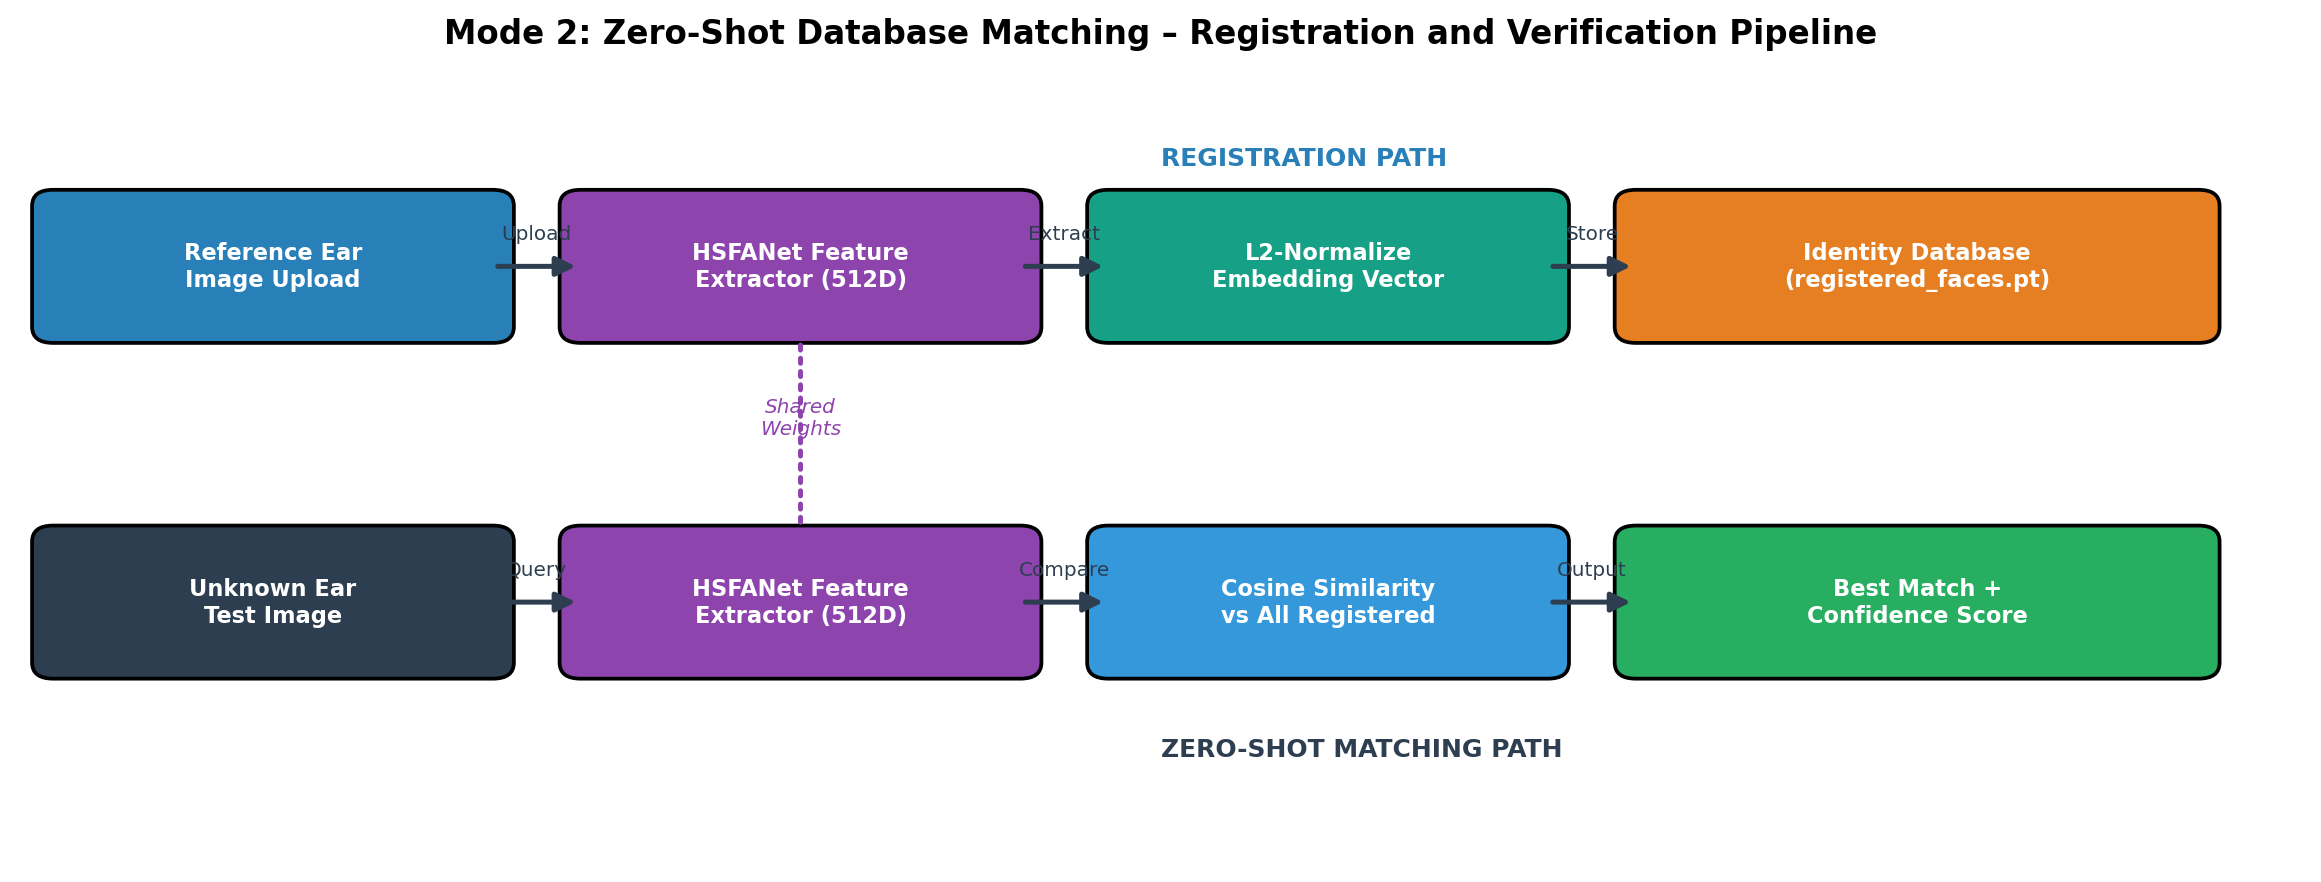 Mode 2: Zero-Shot Database Matching – Registration and Verification Pipeline
REGISTRATION PATH
Reference Ear
Image Upload
Upload
HSFANet Feature
Extractor (512D)
Extract
L2-Normalize
Embedding Vector
Store
Identity Database
(registered_faces.pt)
Shared
Weights
Unknown Ear
Test Image
Query
HSFANet Feature
Extractor (512D)
Compare
Cosine Similarity
vs All Registered
Output
Best Match +
Confidence Score
ZERO-SHOT MATCHING PATH